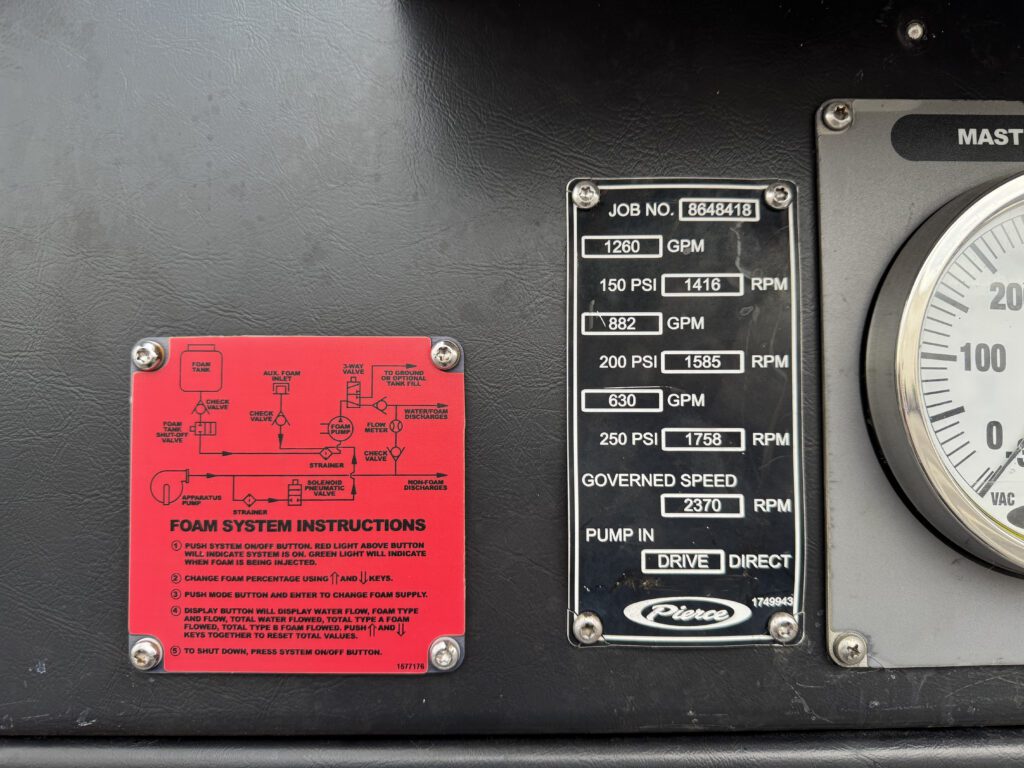 FOAM
TANK
AUX. FOAM
INLET
3-WAY
VALVE
TO GROUND
OR OPTIONAL
TANK FILL
CHECK
VALVE
CHECK
VALVE
WATER/FOAM
DISCHARGES
FOAM
TANK
SHUT-OFF
VALVE
FOAM
PUMP
FLOW
METER
CHECK
VALVE
STRAINER
SOLENOID
PNEUMATIC
VALVE
NON-FOAM
DISCHARGES
APPARATUS
PUMP
STRAINER
FOAM SYSTEM INSTRUCTIONS
1 PUSH SYSTEM ON/OFF BUTTON. RED LIGHT ABOVE BUTTON
WILL INDICATE SYSTEM IS ON. GREEN LIGHT WILL INDICATE
WHEN FOAM IS BEING INJECTED.
2 CHANGE FOAM PERCENTAGE USING ⇧ AND ⇩ KEYS.
3 PUSH MODE BUTTON AND ENTER TO CHANGE FOAM SUPPLY.
4 DISPLAY BUTTON WILL DISPLAY WATER FLOW, FOAM TYPE
AND FLOW, TOTAL WATER FLOWED, TOTAL TYPE A FOAM
FLOWED, TOTAL TYPE B FOAM FLOWED. PUSH ⇧ AND ⇩
KEYS TOGETHER TO RESET TOTAL VALUES.
5 TO SHUT DOWN, PRESS SYSTEM ON/OFF BUTTON.
1677176
JOB NO. 8648418
1260 GPM
150 PSI 1416 RPM
882 GPM
200 PSI 1585 RPM
630 GPM
250 PSI 1758 RPM
GOVERNED SPEED
2370 RPM
PUMP IN
DRIVE DIRECT
1749943
Pierce
MAST
200
100
0
VAC